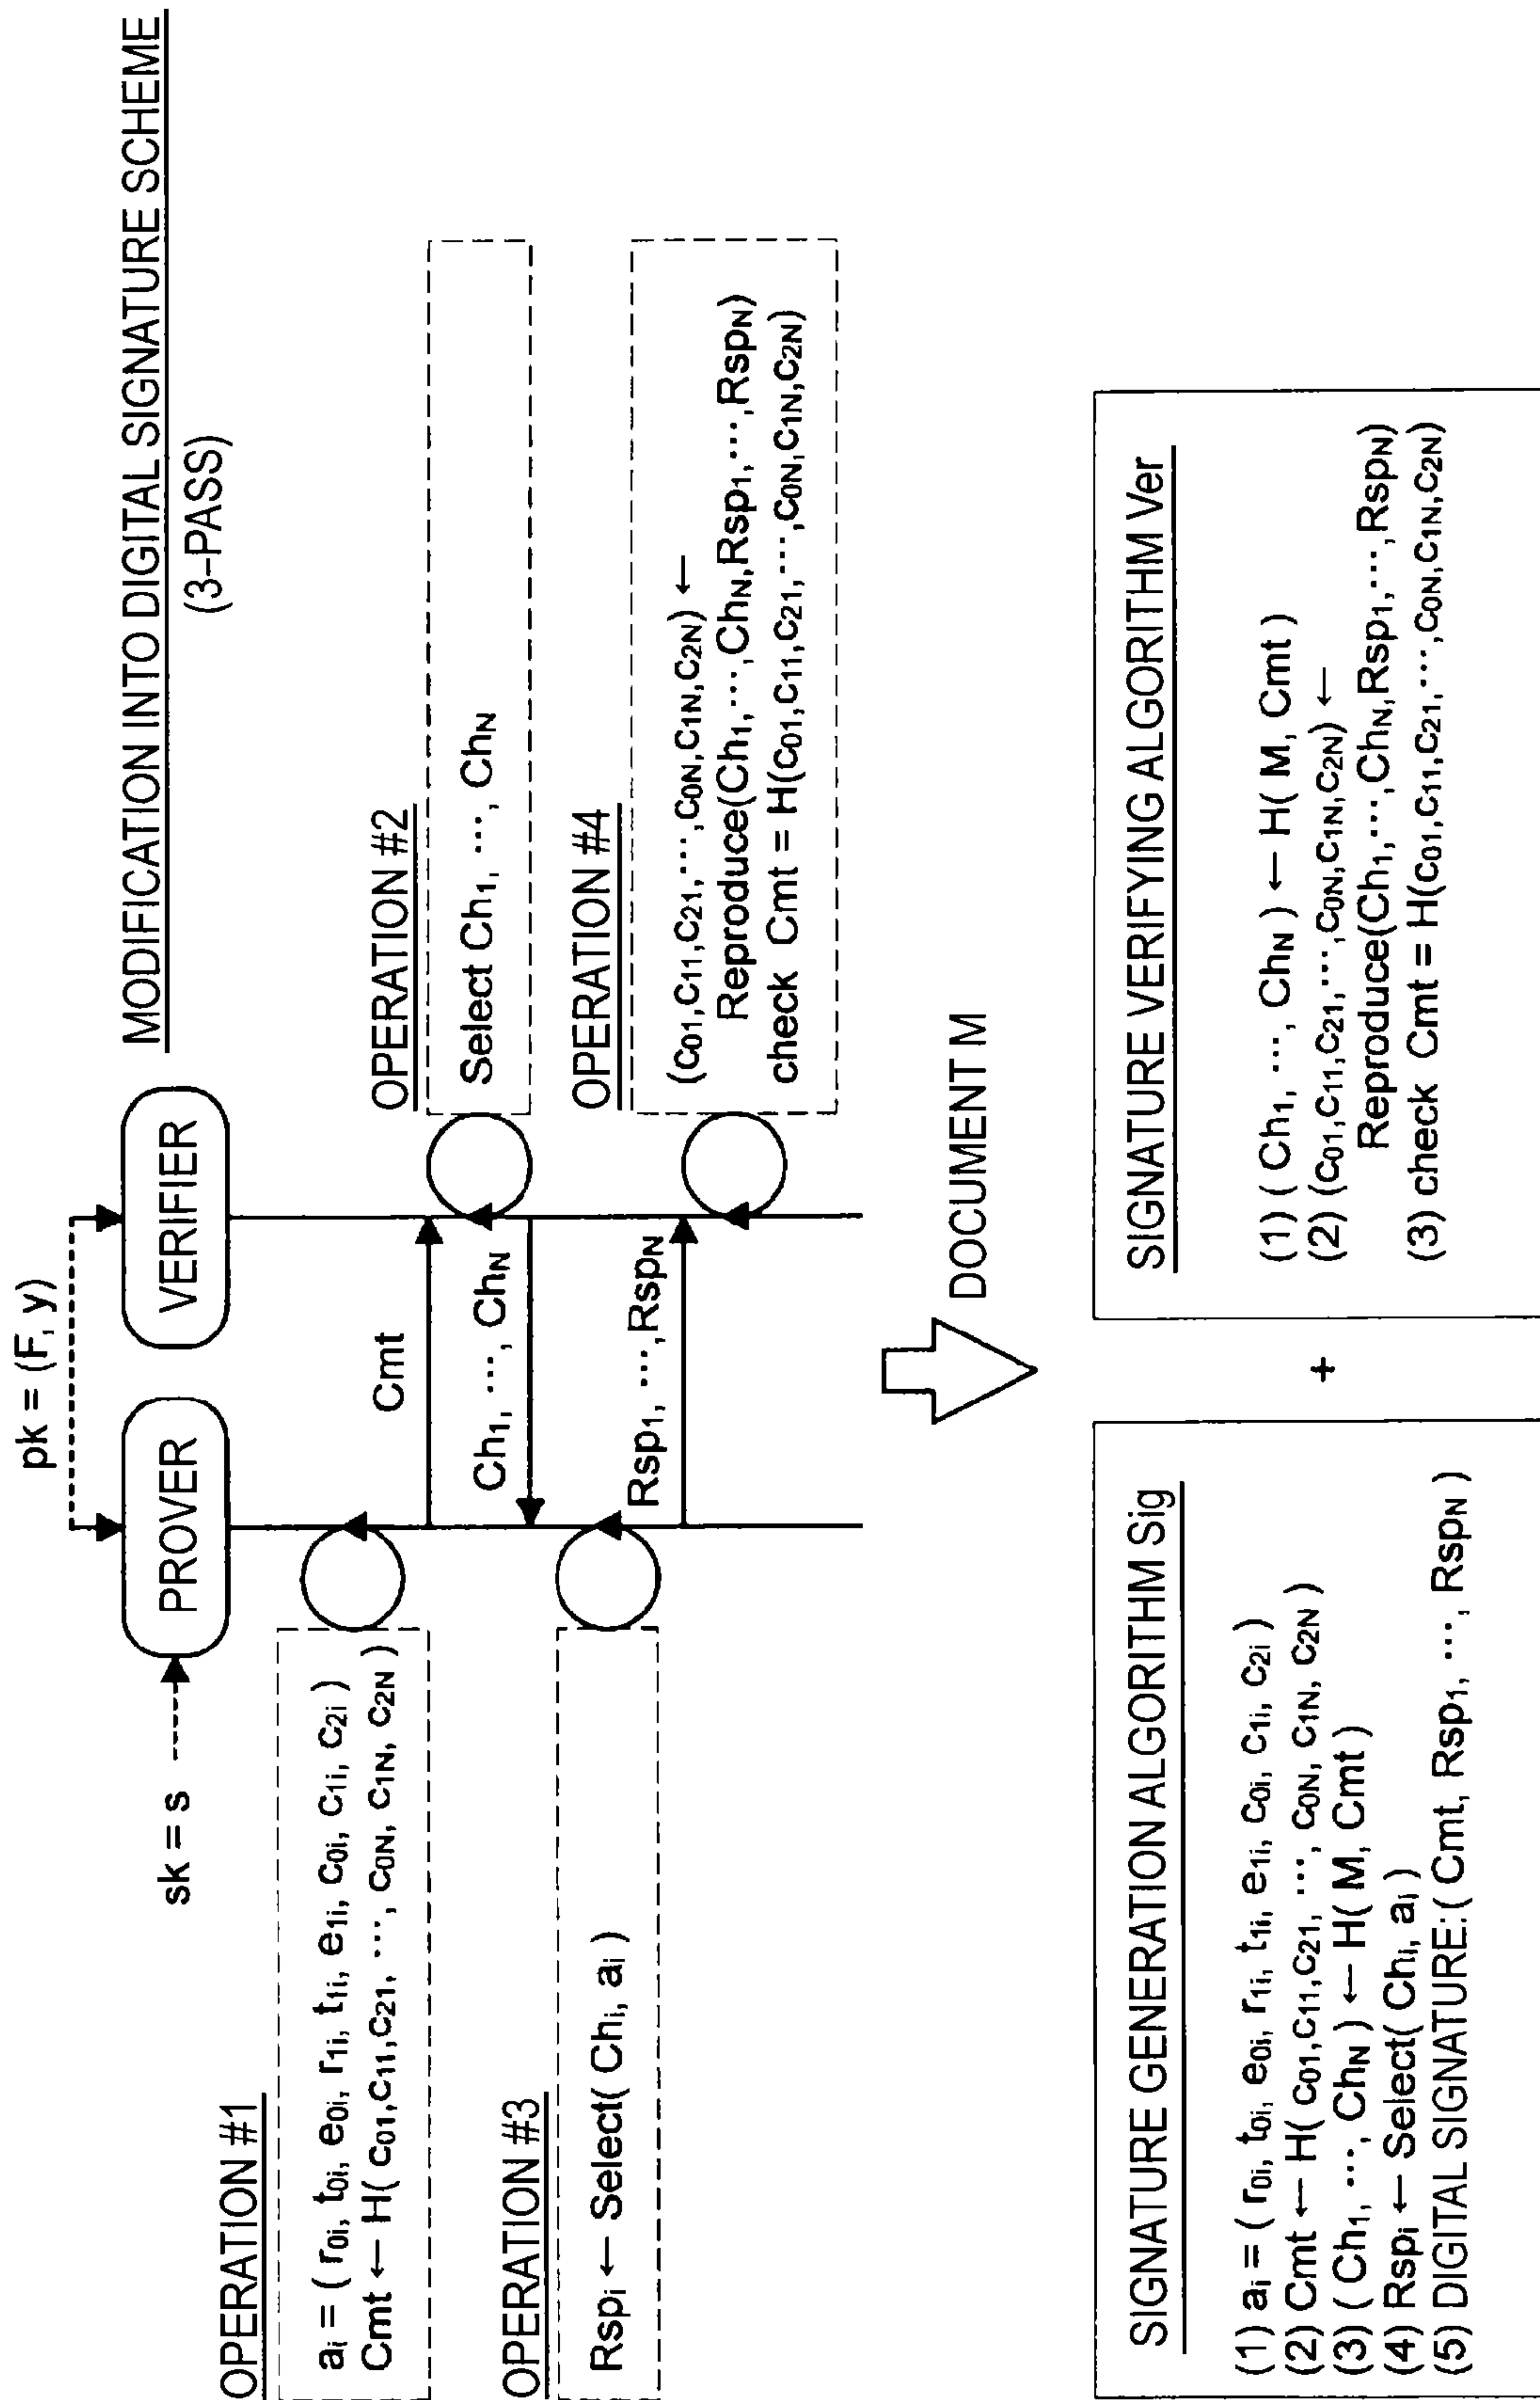 MODIFICATION INTO DIGITAL SIGNATURE SCHEME
(3-PASS)
pk = (F, y)
sk = s
PROVER
VERIFIER
OPERATION #1
aᵢ = ( r₀ᵢ, t₀ᵢ, e₀ᵢ, r₁ᵢ, t₁ᵢ, e₁ᵢ, c₀ᵢ, c₁ᵢ, c₂ᵢ )
Cmt ← H( c₀₁,c₁₁,c₂₁, ⋯, c₀N, c₁N, c₂N )
Cmt
OPERATION #2
Select Ch₁, ⋯, ChN
Ch₁, ⋯, ChN
OPERATION #3
Rspᵢ ← Select( Chᵢ, aᵢ )
Rsp₁, ⋯,RspN
OPERATION #4
(c₀₁,c₁₁,c₂₁, ⋯,c₀N,c₁N,c₂N) ←
Reproduce(Ch₁,⋯,ChN,Rsp₁,⋯,RspN)
check Cmt = H(c₀₁,c₁₁,c₂₁,⋯,c₀N,c₁N,c₂N)
DOCUMENT M
SIGNATURE GENERATION ALGORITHM Sig
(1) aᵢ = ( r₀ᵢ, t₀ᵢ, e₀ᵢ, r₁ᵢ, t₁ᵢ, e₁ᵢ, c₀ᵢ, c₁ᵢ, c₂ᵢ )
(2) Cmt ← H( c₀₁,c₁₁,c₂₁, ⋯, c₀N, c₁N, c₂N )
(3) ( Ch₁, ⋯, ChN ) ← H( M, Cmt )
(4) Rspᵢ ← Select( Chᵢ, aᵢ )
(5) DIGITAL SIGNATURE:( Cmt, Rsp₁, ⋯, RspN )
+
SIGNATURE VERIFYING ALGORITHM Ver
(1) ( Ch₁, ⋯, ChN ) ← H( M, Cmt )
(2) (c₀₁,c₁₁,c₂₁,⋯,c₀N,c₁N,c₂N) ←
Reproduce(Ch₁,⋯,ChN,Rsp₁,⋯,RspN)
(3) check Cmt = H(c₀₁,c₁₁,c₂₁,⋯,c₀N,c₁N,c₂N)